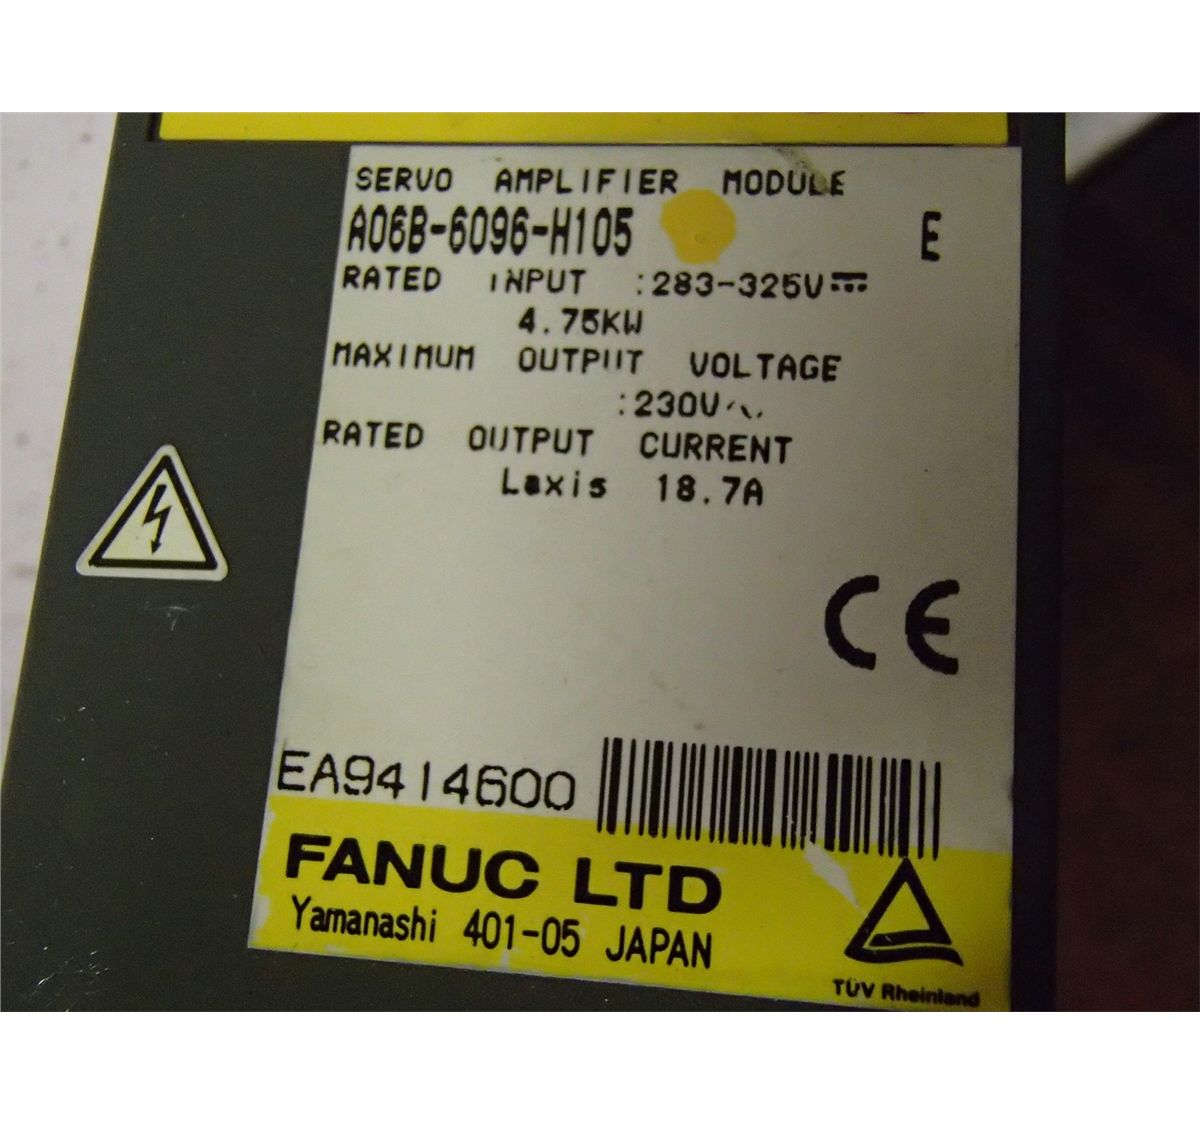 SERVO AMPLIFIER MODULE
A06B-6096-H105 E
RATED INPUT :283-325V⎓
4.75KW
MAXIMUM OUTPUT VOLTAGE
:230V~
RATED OUTPUT CURRENT
Laxis 18.7A
CE
EA9414600
FANUC LTD
Yamanashi 401-05 JAPAN
TÜV Rheinland